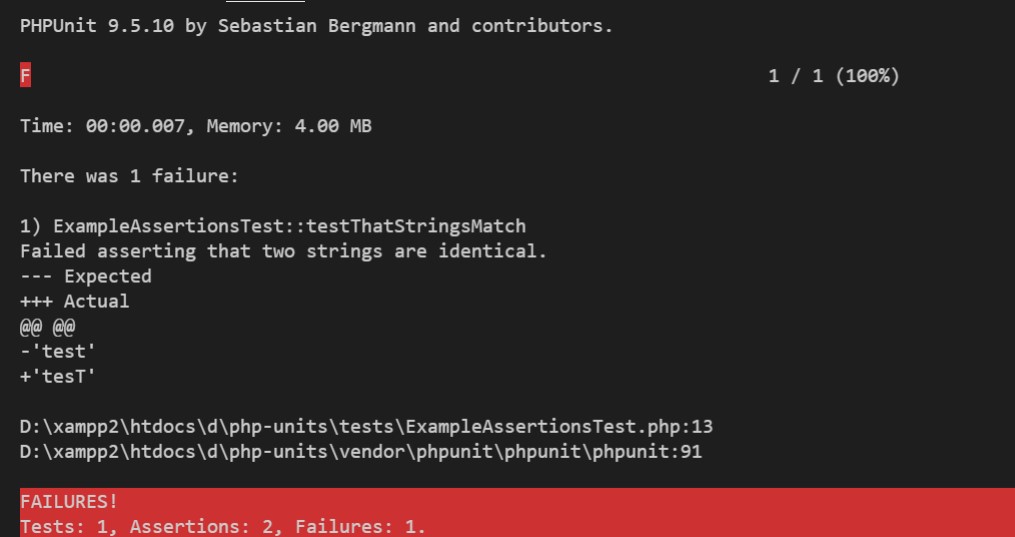 PHPUnit 9.5.10 by Sebastian Bergmann and contributors.
F 1 / 1 (100%)
Time: 00:00.007, Memory: 4.00 MB
There was 1 failure:
1) ExampleAssertionsTest::testThatStringsMatch
Failed asserting that two strings are identical.
--- Expected
+++ Actual
@@ @@
-'test'
+'tesT'
D:\xampp2\htdocs\d\php-units\tests\ExampleAssertionsTest.php:13
D:\xampp2\htdocs\d\php-units\vendor\phpunit\phpunit\phpunit:91
FAILURES!
Tests: 1, Assertions: 2, Failures: 1.